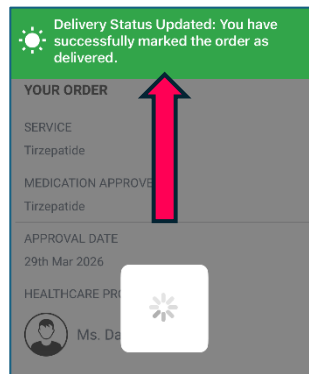 Delivery Status Updated: You have
successfully marked the order as
delivered.
YOUR ORDER
SERVICE
Tirzepatide
MEDICATION APPROVE
Tirzepatide
APPROVAL DATE
29th Mar 2026
HEALTHCARE PRO
Ms. Da